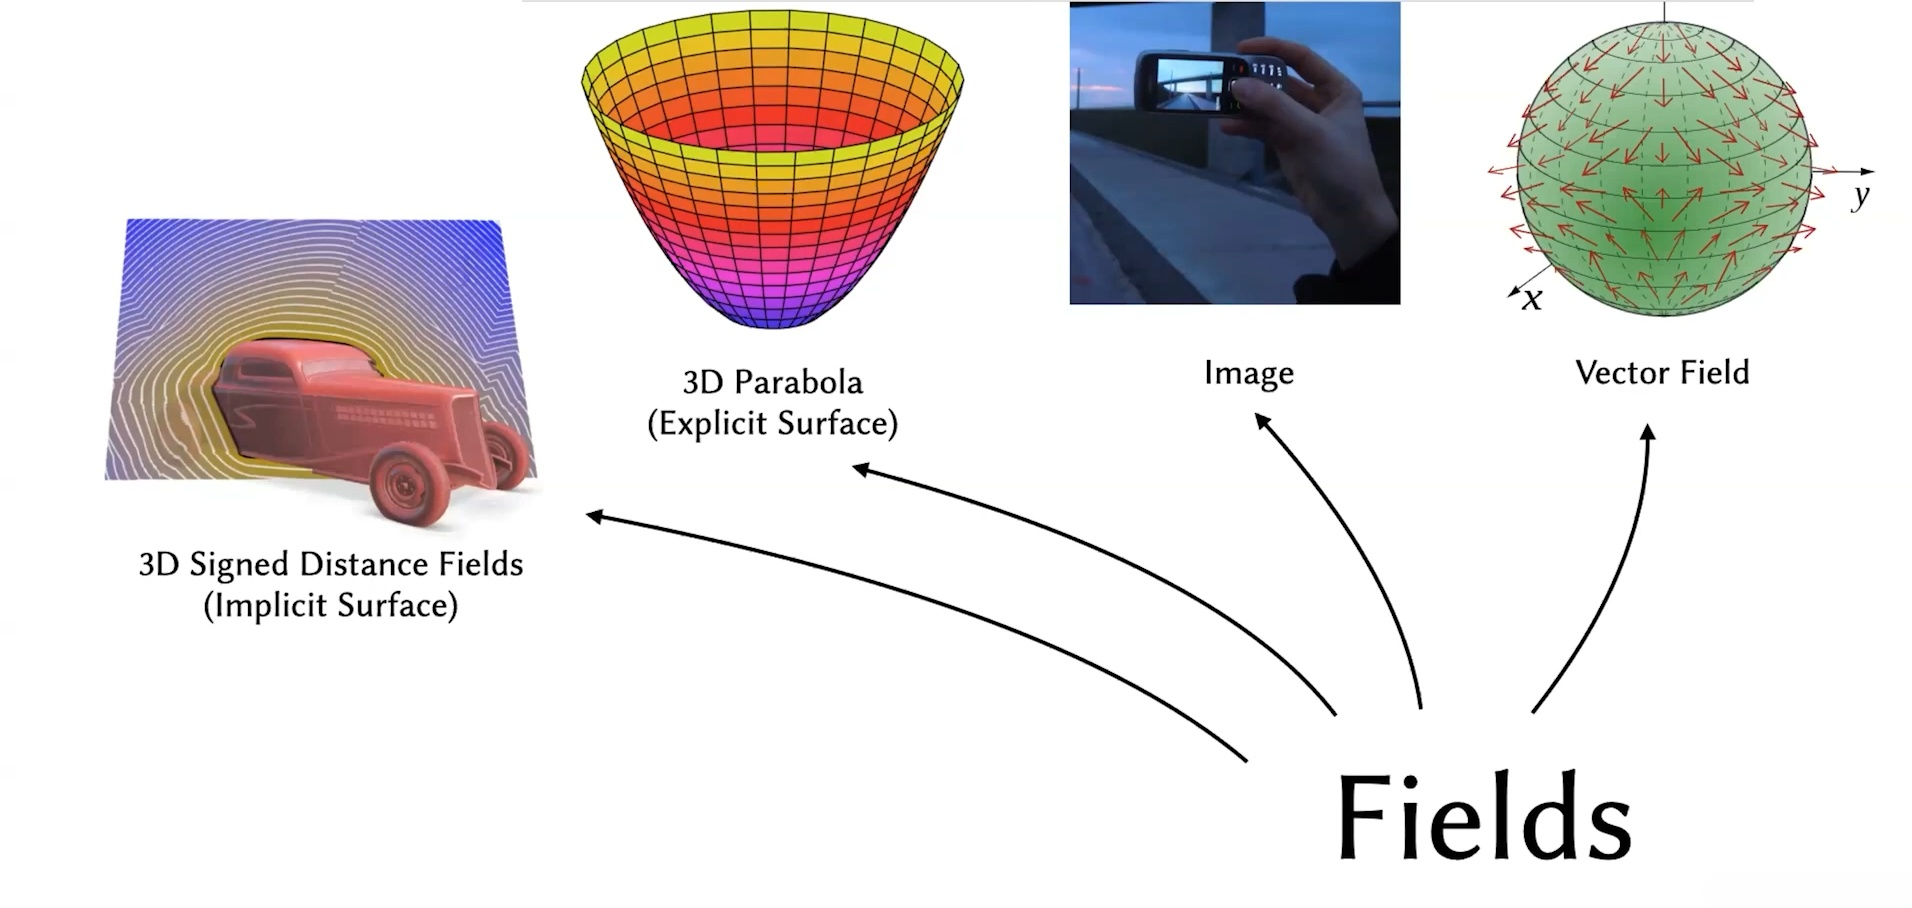 3D Signed Distance Fields
(Implicit Surface)
3D Parabola
(Explicit Surface)
Image
Vector Field
y
x
Fields